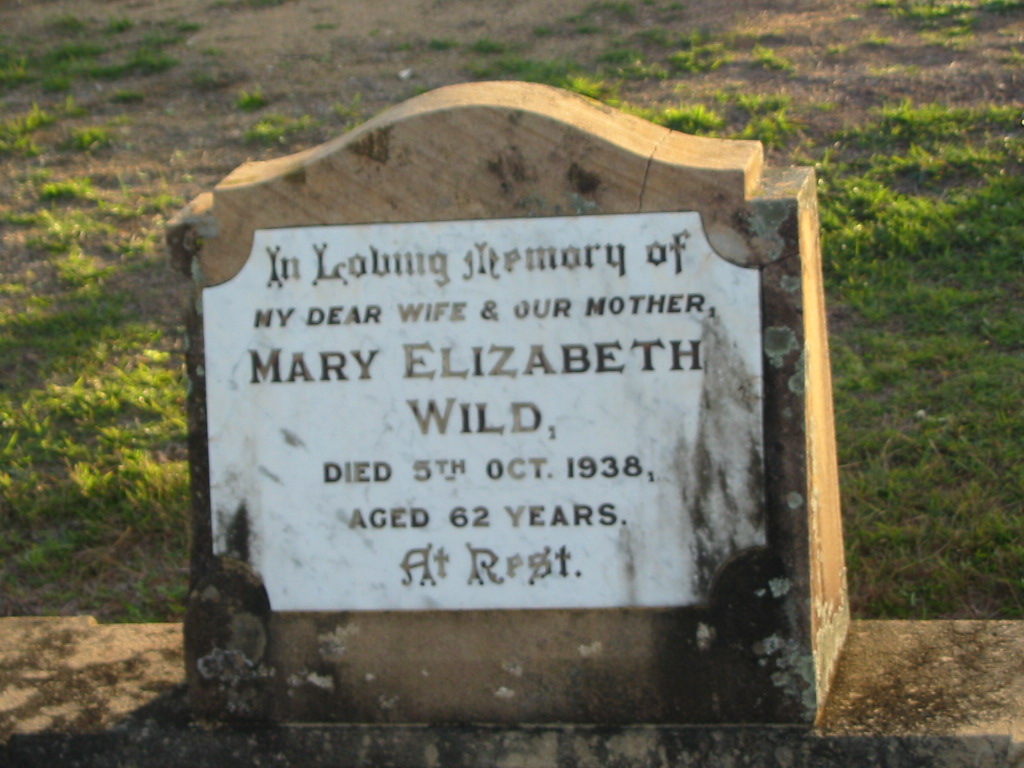 In Loving Memory of
MY DEAR WIFE & OUR MOTHER,
MARY ELIZABETH
WILD,
DIED 5TH OCT. 1938,
AGED 62 YEARS.
At Rest.